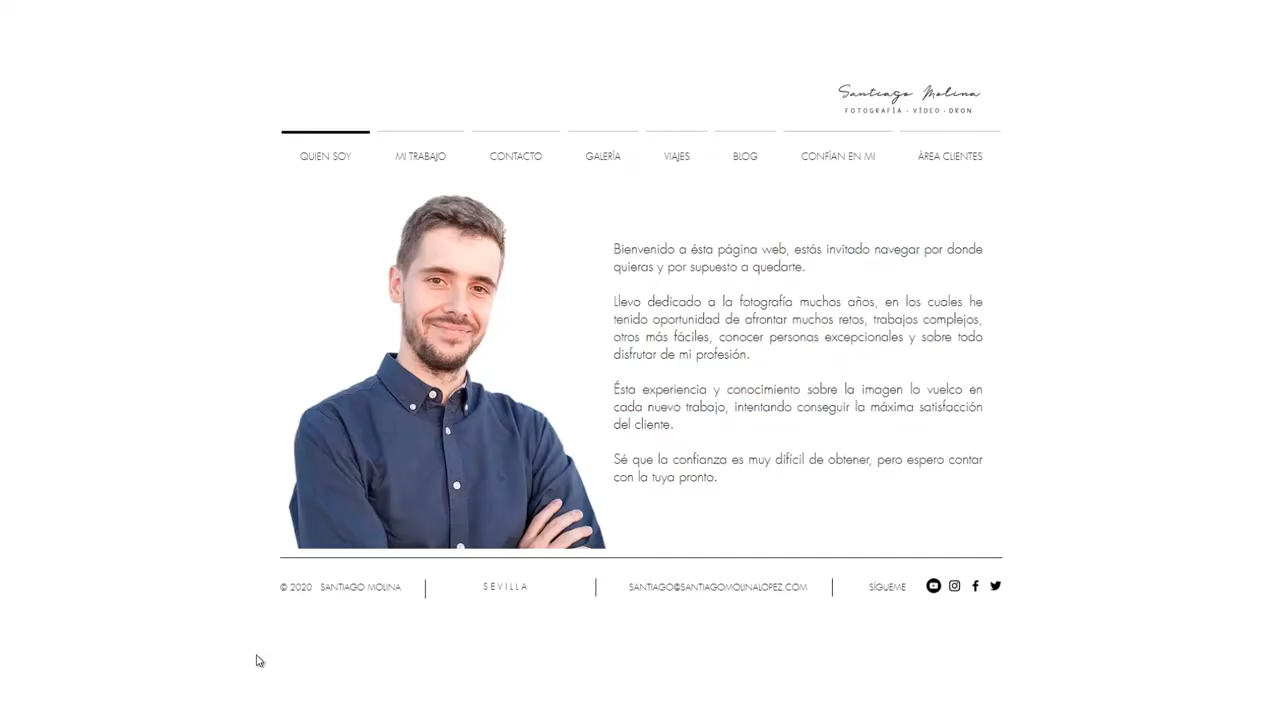 Santiago Molina
FOTOGRAFÍA · VÍDEO · DRON
QUIEN SOY
MI TRABAJO
CONTACTO
GALERÍA
VIAJES
BLOG
CONFÍAN EN MI
ÁREA CLIENTES
Bienvenido a ésta página web, estás invitado navegar por donde
quieras y por supuesto a quedarte.
Llevo dedicado a la fotografía muchos años, en los cuales he
tenido oportunidad de afrontar muchos retos, trabajos complejos,
otros más fáciles, conocer personas excepcionales y sobre todo
disfrutar de mi profesión.
Ésta experiencia y conocimiento sobre la imagen lo vuelco en
cada nuevo trabajo, intentando conseguir la máxima satisfacción
del cliente.
Sé que la confianza es muy difícil de obtener, pero espero contar
con la tuya pronto.
© 2020 SANTIAGO MOLINA
SEVILLA
SANTIAGO@SANTIAGOMOLINALOPEZ.COM
SÍGUEME